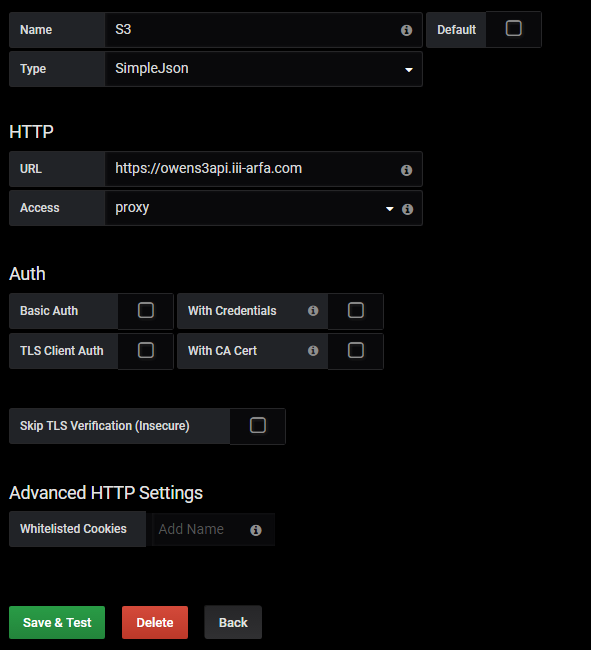 Name S3 Default
Type SimpleJson
HTTP
URL https://owens3api.iii-arfa.com
Access proxy
Auth
Basic Auth With Credentials
TLS Client Auth With CA Cert
Skip TLS Verification (Insecure)
Advanced HTTP Settings
Whitelisted Cookies Add Name
Save & Test Delete Back